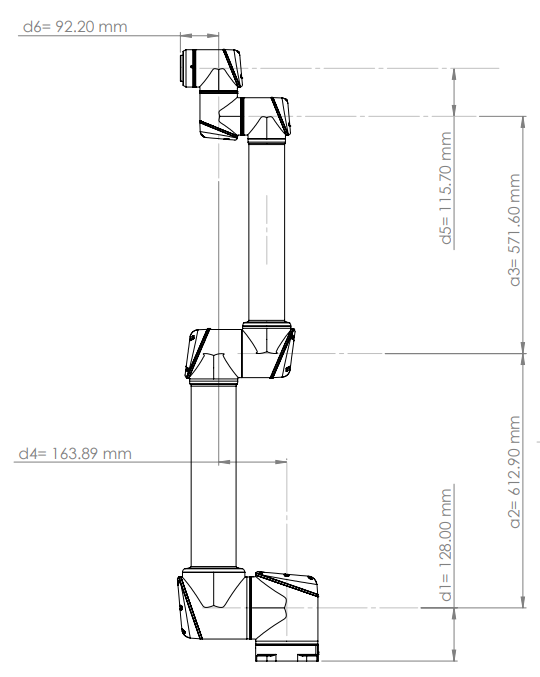 d6= 92.20 mm
d5= 115.70 mm
a3= 571.60 mm
d4= 163.89 mm
a2= 612.90 mm
d1= 128.00 mm